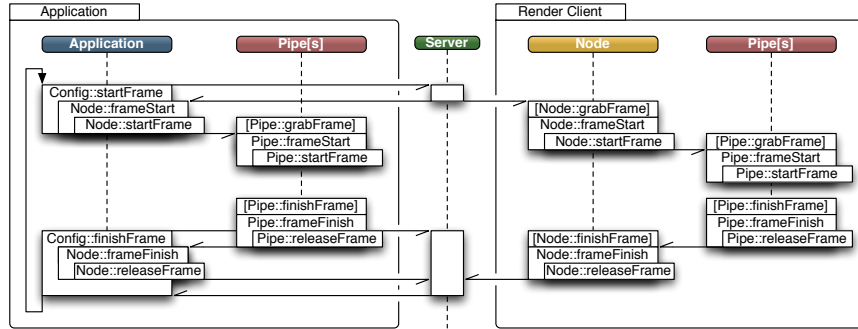 Application
Render Client
Application
Pipe[s]
Server
Node
Pipe[s]
Config::startFrame
Node::frameStart
Node::startFrame
[Pipe::grabFrame]
Pipe::frameStart
Pipe::startFrame
[Node::grabFrame]
Node::frameStart
Node::startFrame
[Pipe::grabFrame]
Pipe::frameStart
Pipe::startFrame
[Pipe::finishFrame]
Pipe::frameFinish
Pipe::releaseFrame
Config::finishFrame
Node::frameFinish
Node::releaseFrame
[Node::finishFrame]
Node::frameFinish
Node::releaseFrame
[Pipe::finishFrame]
Pipe::frameFinish
Pipe::releaseFrame